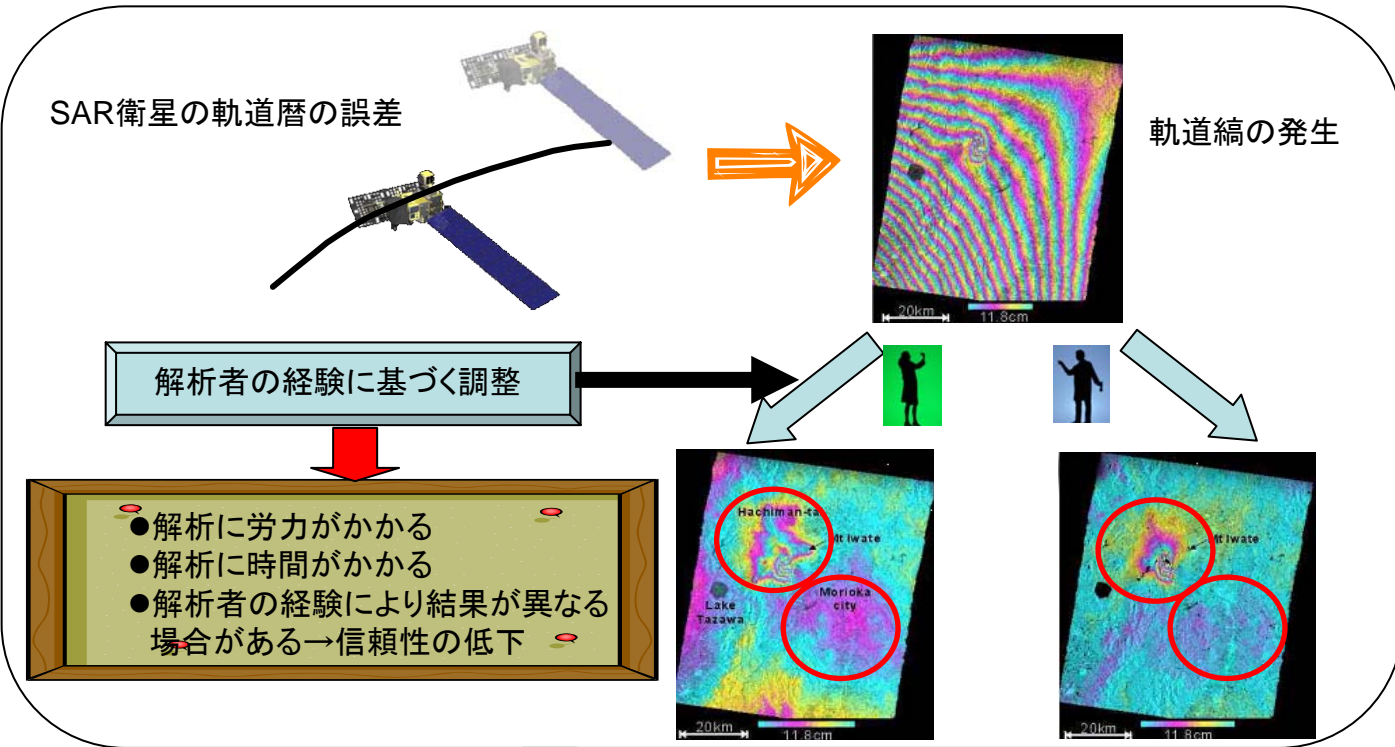 SAR衛星の軌道暦の誤差
軌道縞の発生
20km
11.8cm
解析者の経験に基づく調整
●解析に労力がかかる
●解析に時間がかかる
●解析者の経験により結果が異なる
場合がある→信頼性の低下
Hachiman-ta
Mt Iwate
Morioka
city
Lake
Tazawa
20km
11.8cm
Mt Iwate
20km
11.8cm